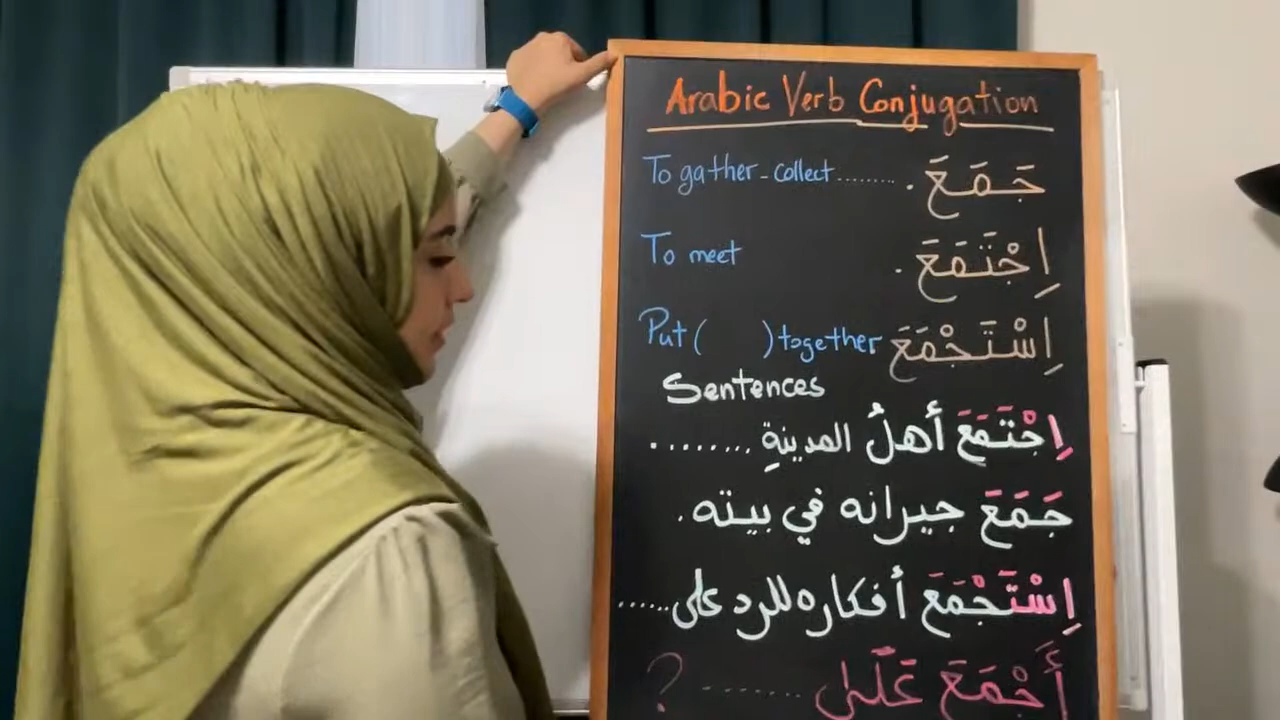 Arabic Verb Conjugation
To gather - collect ......... جَمَعَ .
To meet اِجْتَمَعَ .
Put ( ) together اِسْتَجْمَعَ
Sentences
اِجْتَمَعَ أهلُ المدينةِ ........
جَمَعَ جيرانه في بيته .
اِسْتَجْمَعَ أفكاره للرد على ......
أَجْمَعَ عَلَى ....... ?